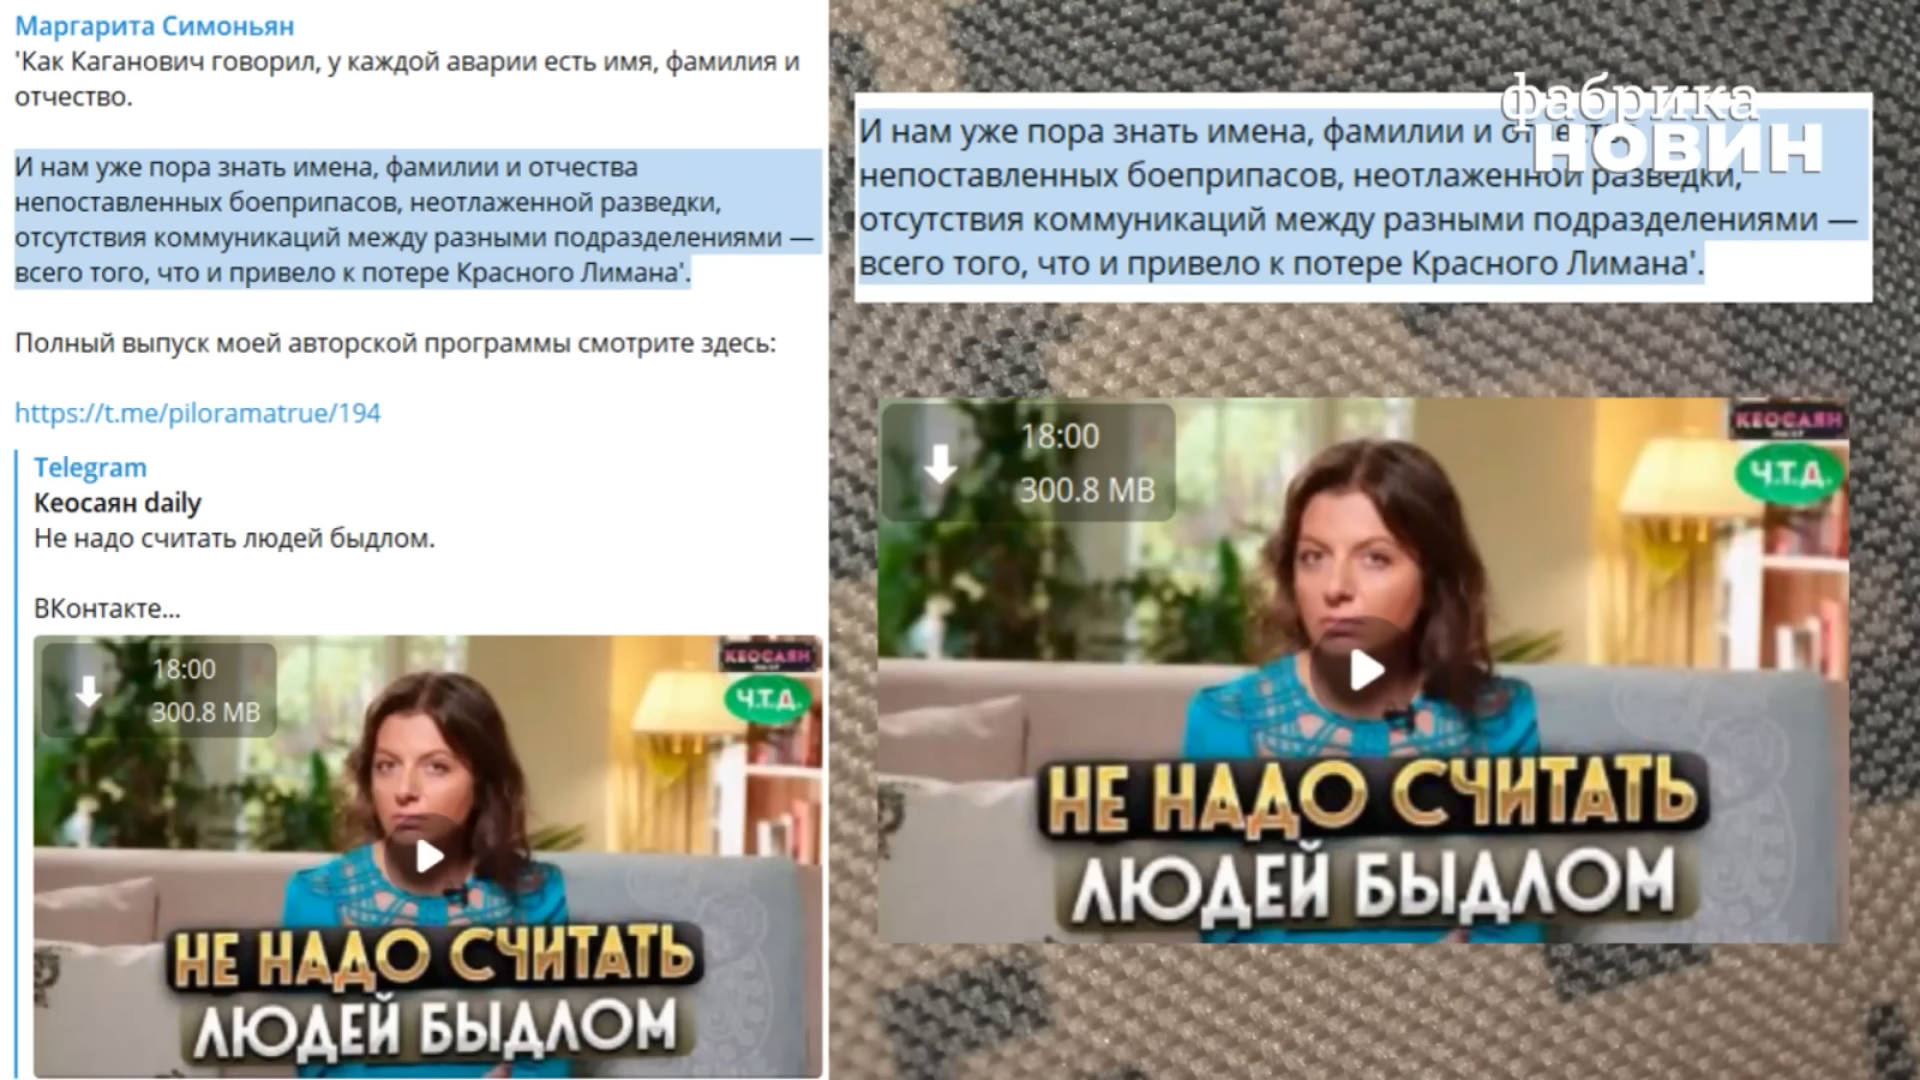 Маргарита Симоньян
'Как Каганович говорил, у каждой аварии есть имя, фамилия и
отчество.
И нам уже пора знать имена, фамилии и отчества
непоставленных боеприпасов, неотлаженной разведки,
отсутствия коммуникаций между разными подразделениями —
всего того, что и привело к потере Красного Лимана'.
Полный выпуск моей авторской программы смотрите здесь:
https://t.me/piloramatrue/194
Telegram
Кеосаян daily
Не надо считать людей быдлом.
ВКонтакте...
18:00
300.8 MB
КЕОСАЯН
Ч.Т.Д.
НЕ НАДО СЧИТАТЬ
ЛЮДЕЙ БЫДЛОМ
фабрика
новин
И нам уже пора знать имена, фамилии и
непоставленных боеприпасов, неотлаженной разведки,
отсутствия коммуникаций между разными подразделениями —
всего того, что и привело к потере Красного Лимана'.
18:00
300.8 MB
КЕОСАЯН
Ч.Т.Д.
НЕ НАДО СЧИТАТЬ
ЛЮДЕЙ БЫДЛОМ